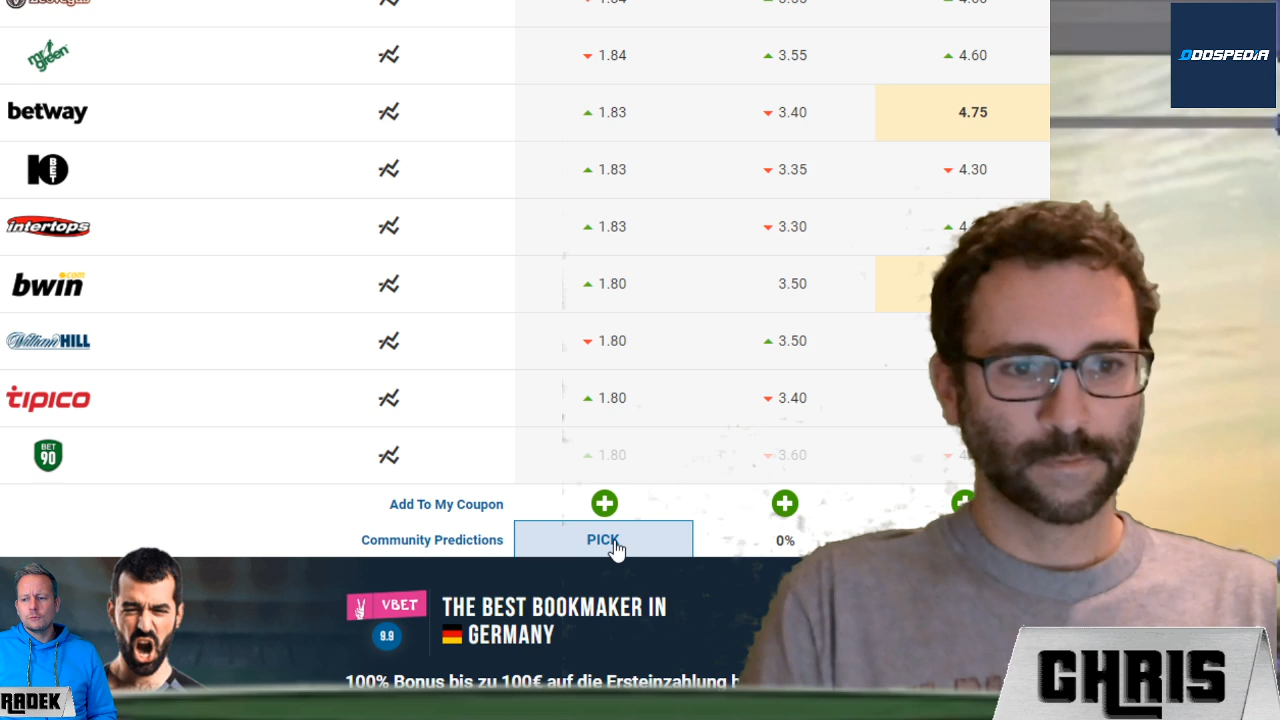 mr green
1.84 3.55 4.60
ODDSPEDIA
betway
1.83 3.40 4.75
10 BET
1.83 3.35 4.30
intertops
1.83 3.30
bwin.com
1.80 3.50
William HILL
1.80 3.50
tipico
1.80 3.40
BET 90
1.80 3.60
Add To My Coupon
Community Predictions PICK 0%
VBET
9.9
THE BEST BOOKMAKER IN
GERMANY
100% Bonus bis zu 100€ auf die Ersteinzahlung
RADEK
CHRIS